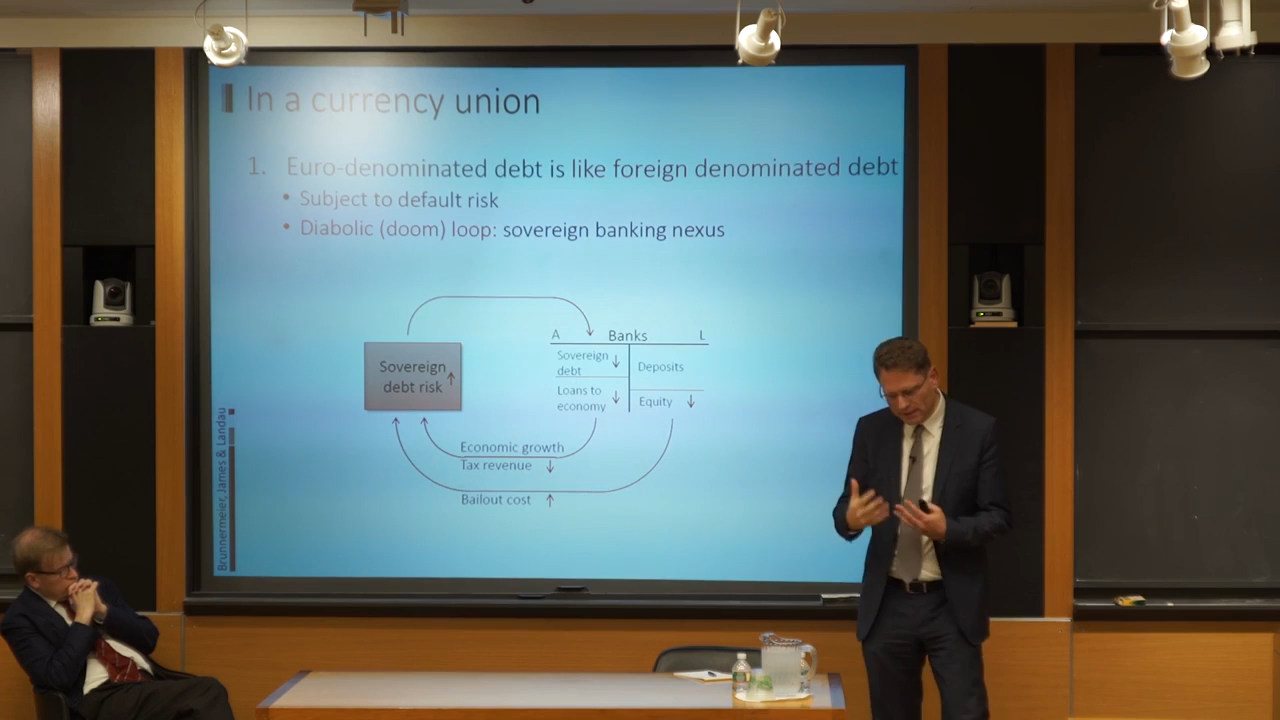 In a currency union
1. Euro-denominated debt is like foreign denominated debt
• Subject to default risk
• Diabolic (doom) loop: sovereign banking nexus
A Banks L
Sovereign debt ↓
Deposits
Loans to economy ↓
Equity ↓
Sovereign debt risk ↑
Economic growth
Tax revenue ↓
Bailout cost ↑
Brunnermeier, James & Landau